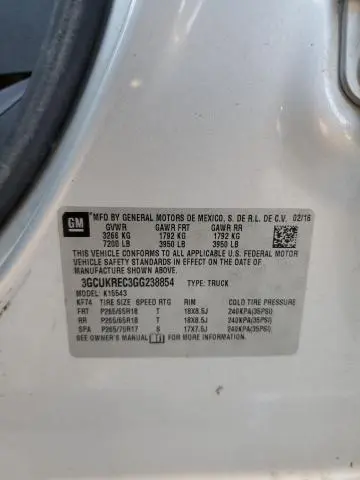 GM
MFD BY GENERAL MOTORS DE MEXICO, S. DE R.L. DE C.V. 02/16
GVWR GAWR FRT GAWR RR
3266 KG 1792 KG 1792 KG
7200 LB 3950 LB 3950 LB
THIS VEHICLE CONFORMS TO ALL APPLICABLE U.S. FEDERAL MOTOR
VEHICLE SAFETY STANDARDS IN EFFECT ON THE DATE OF
MANUFACTURE SHOWN ABOVE.
3GCUKREC3GG238854 TYPE: TRUCK
MODEL: K15543
KF74 TIRE SIZE SPEED RTG RIM COLD TIRE PRESSURE
FRT P265/65R18 T 18X8.5J 240KPA(35PSI)
RR P265/65R18 T 18X8.5J 240KPA(35PSI)
SPA P265/70R17 T 17X7.5J 240KPA(35PSI)
SEE OWNER'S MANUAL FOR MORE INFORMATION.